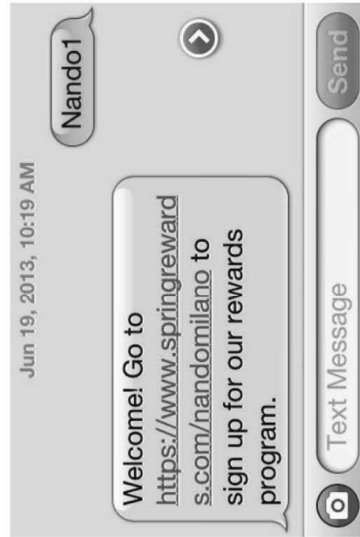 Jun 19, 2013, 10:19 AM
Nando1
Welcome! Go to
https://www.springreward
s.com/nandomilano to
sign up for our rewards
program.
Text Message
Send